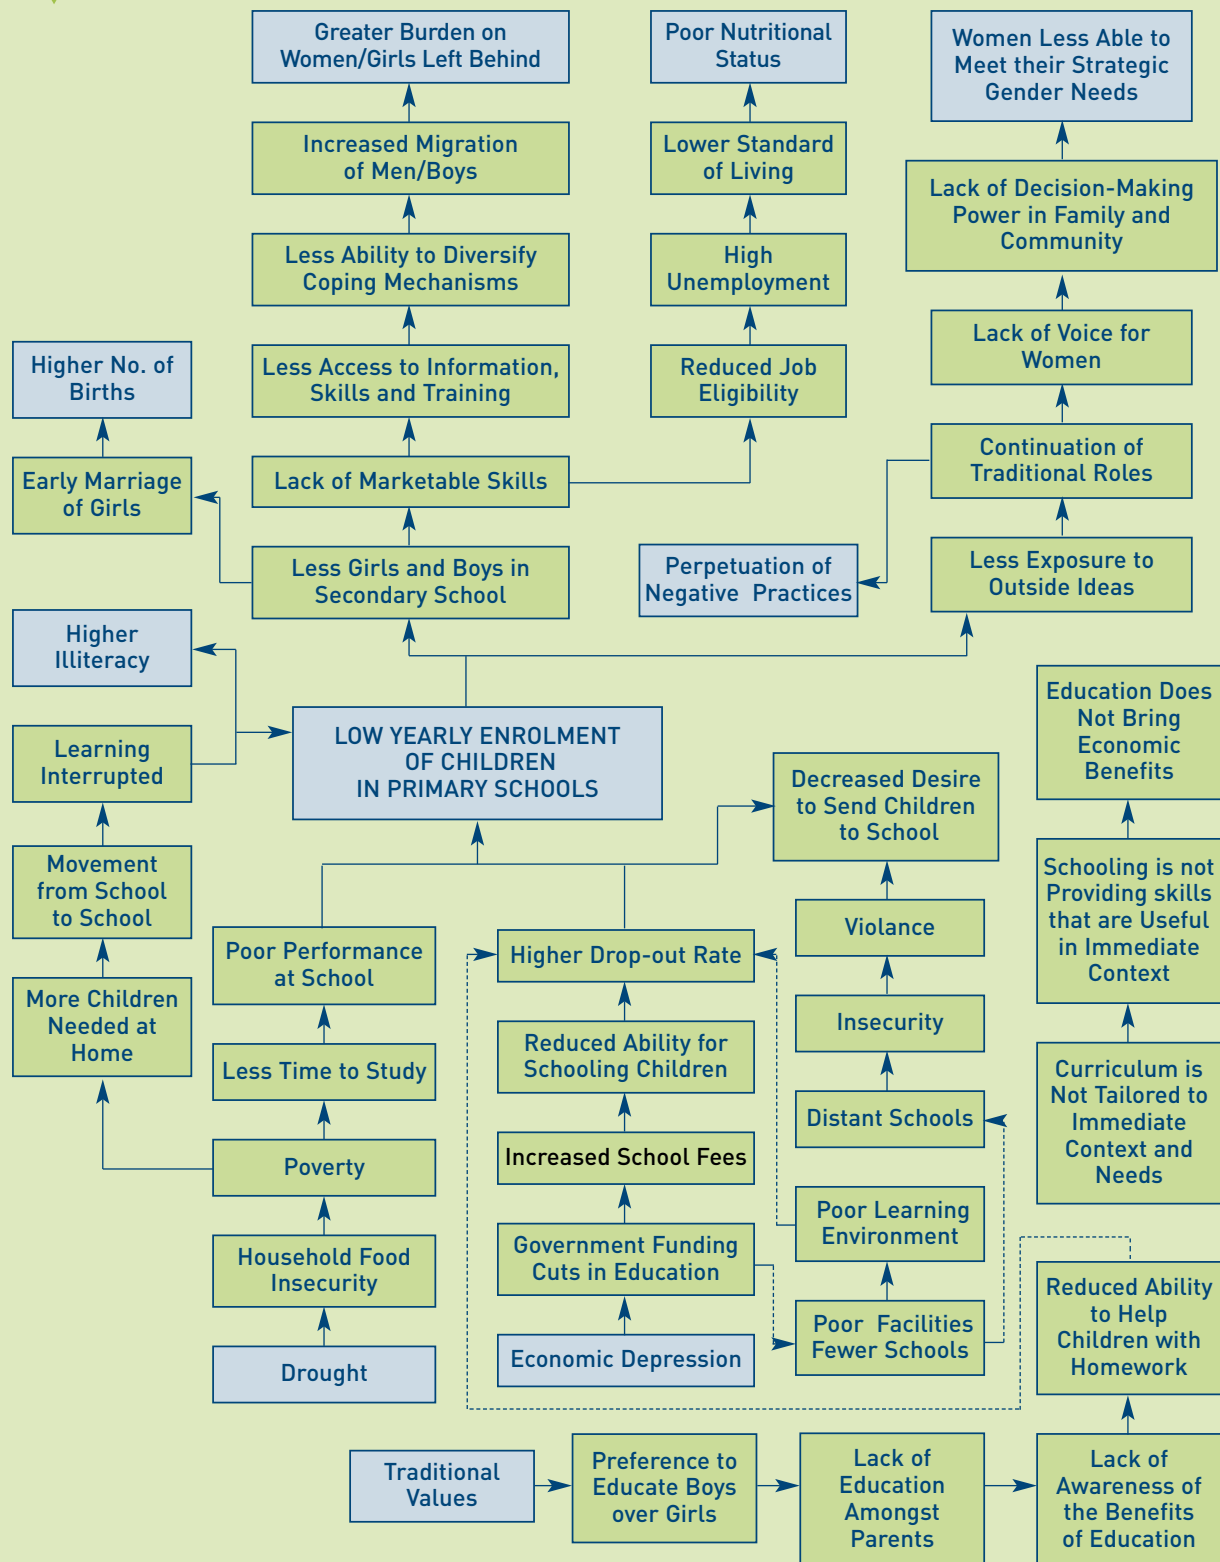 Greater Burden on
Women/Girls Left Behind
Poor Nutritional
Status
Women Less Able to
Meet their Strategic
Gender Needs
Increased Migration
of Men/Boys
Lower Standard
of Living
Lack of Decision-Making
Power in Family and
Community
Less Ability to Diversify
Coping Mechanisms
High
Unemployment
Lack of Voice for
Women
Higher No. of
Births
Less Access to Information,
Skills and Training
Reduced Job
Eligibility
Continuation of
Traditional Roles
Early Marriage
of Girls
Lack of Marketable Skills
Less Girls and Boys in
Secondary School
Perpetuation of
Negative Practices
Less Exposure to
Outside Ideas
Higher
Illiteracy
Learning
Interrupted
LOW YEARLY ENROLMENT
OF CHILDREN
IN PRIMARY SCHOOLS
Education Does
Not Bring
Economic
Benefits
Decreased Desire
to Send Children
to School
Movement
from School
to School
Schooling is not
Providing skills
that are Useful
in Immediate
Context
Poor Performance
at School
Higher Drop-out Rate
Violance
More Children
Needed at
Home
Less Time to Study
Reduced Ability for
Schooling Children
Insecurity
Curriculum is
Not Tailored to
Immediate
Context and
Needs
Distant Schools
Poverty
Increased School Fees
Poor Learning
Environment
Household Food
Insecurity
Government Funding
Cuts in Education
Reduced Ability
to Help
Children with
Homework
Drought
Economic Depression
Poor Facilities
Fewer Schools
Traditional
Values
Preference to
Educate Boys
over Girls
Lack of
Education
Amongst
Parents
Lack of
Awareness of
the Benefits
of Education